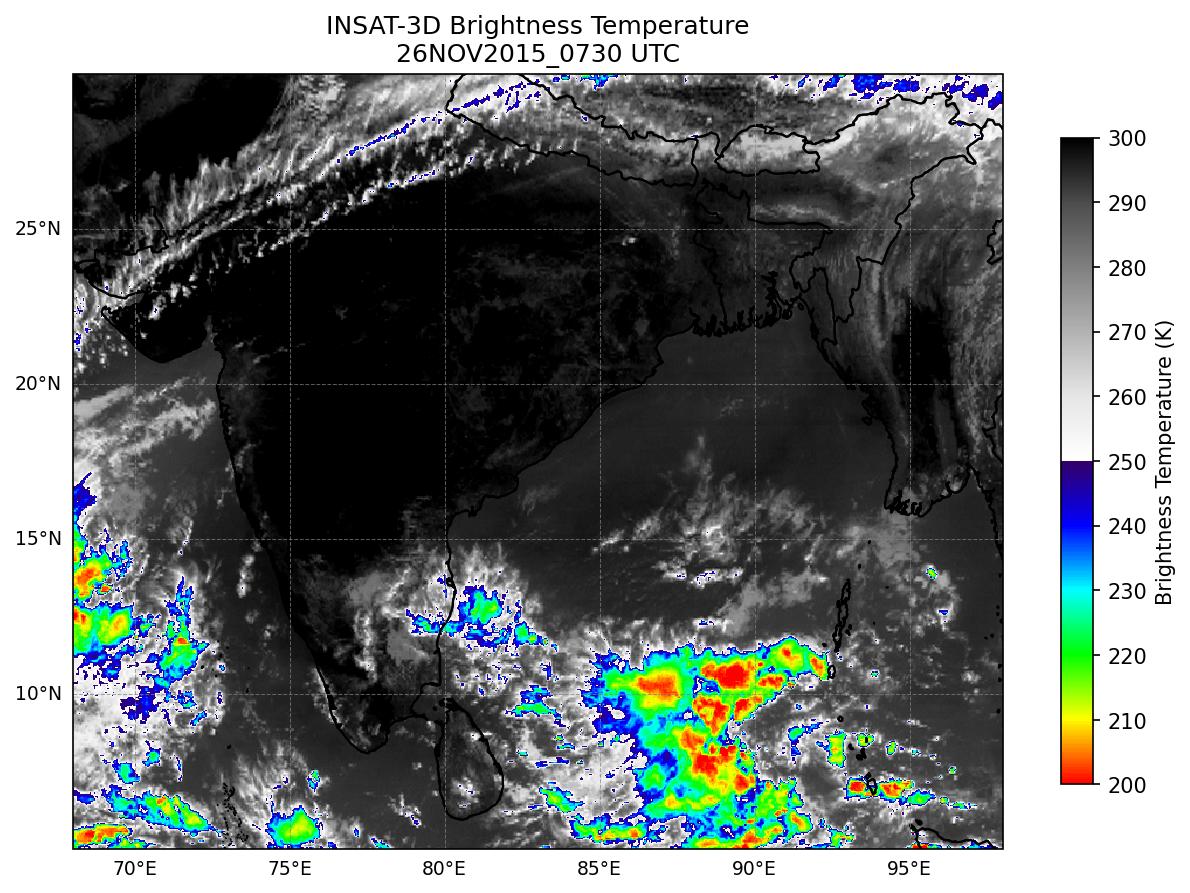 INSAT-3D Brightness Temperature
26NOV2015_0730 UTC
25°N
20°N
15°N
10°N
70°E
75°E
80°E
85°E
90°E
95°E
300
290
280
270
260
250
240
230
220
210
200
Brightness Temperature (K)